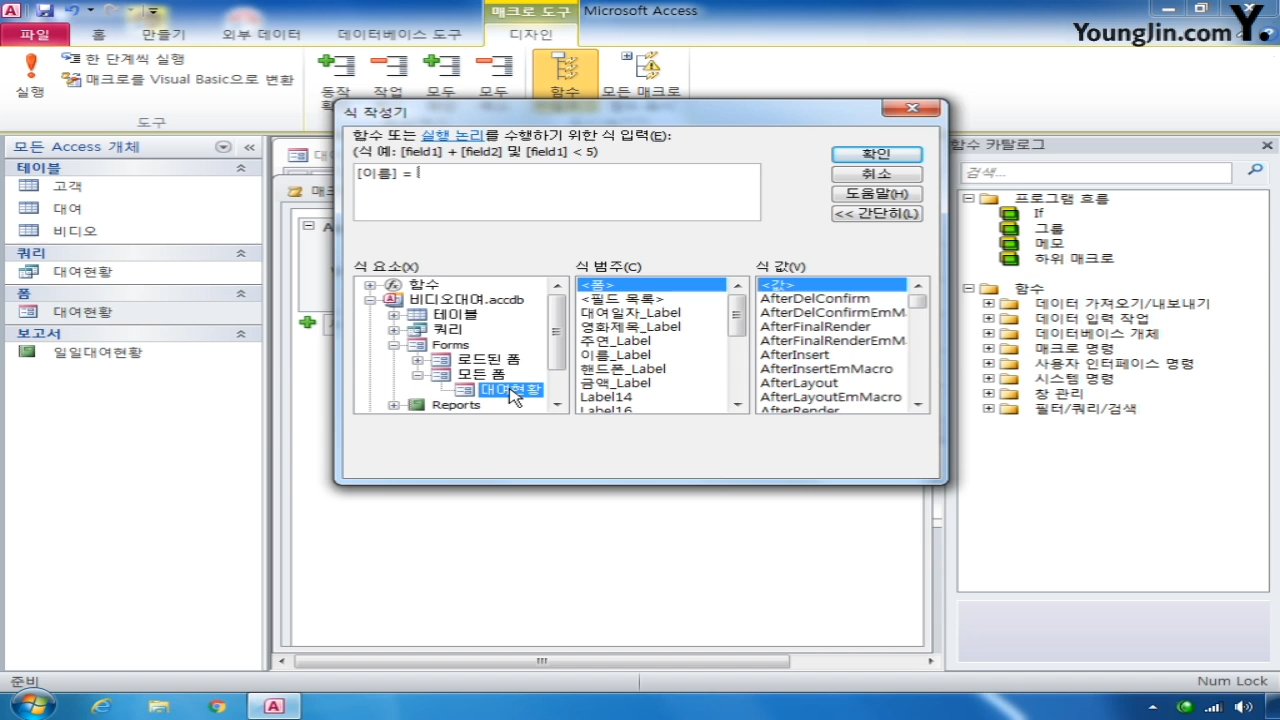 매크로 도구
Microsoft Access
YoungJin.com Y.
파일
홈
만들기
외부 데이터
데이터베이스 도구
디자인
실행
한 단계씩 실행
매크로를 Visual Basic으로 변환
동작
작업
모두
모두
함수
모든 매크로
도구
모든 Access 개체
테이블
고객
대여
비디오
쿼리
대여현황
폼
대여현황
보고서
일일대여현황
식 작성기
함수 또는 실행 논리를 수행하기 위한 식 입력(E):
(식 예: [field1] + [field2] 및 [field1] < 5)
[이름] =
확인
취소
도움말(H)
<< 간단히(L)
식 요소(X)
함수
비디오대여.accdb
테이블
쿼리
Forms
로드된 폼
모든 폼
대여현황
Reports
식 범주(C)
<폼>
<필드 목록>
대여일자_Label
영화제목_Label
주연_Label
이름_Label
핸드폰_Label
금액_Label
Label14
Label16
식 값(V)
<값>
AfterDelConfirm
AfterDelConfirmEmM
AfterFinalRender
AfterFinalRenderEmM
AfterInsert
AfterInsertEmMacro
AfterLayout
AfterLayoutEmMacro
AfterRender
함수 카탈로그
검색...
프로그램 흐름
If
그룹
메모
하위 매크로
함수
데이터 가져오기/내보내기
데이터 입력 작업
데이터베이스 개체
매크로 명령
사용자 인터페이스 명령
시스템 명령
창 관리
필터/쿼리/검색
준비
Num Lock